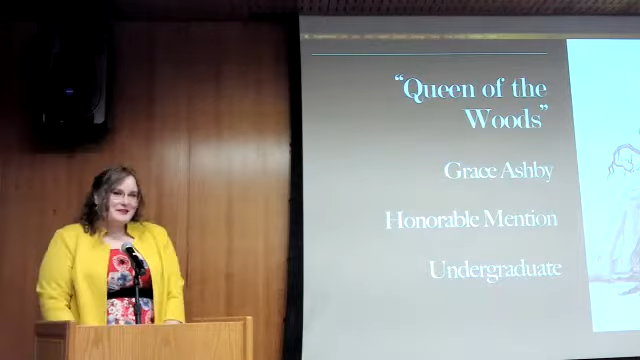 “Queen of the
Woods”
Grace Ashby
Honorable Mention
Undergraduate